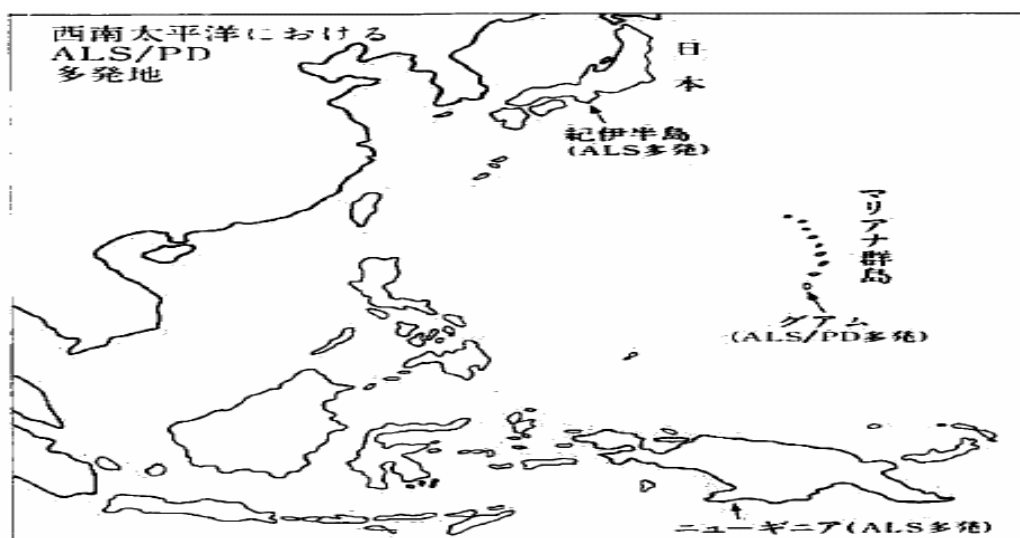 西南太平洋における
ALS/PD
多発地
日本
紀伊半島
(ALS多発)
マリアナ群島
グアム
(ALS/PD多発)
ニューギニア(ALS多発)